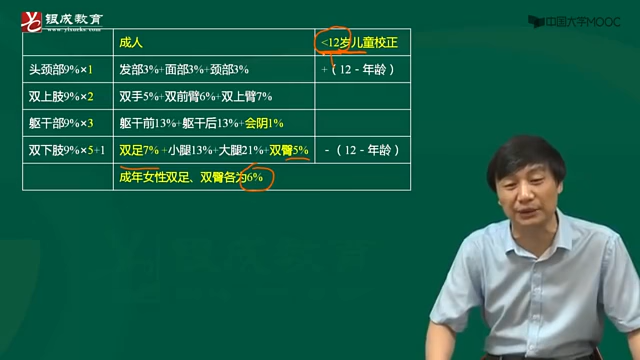 银成教育
www.yixueks.com
中国大学MOOC
成人 <12岁儿童校正
头颈部9%×1 发部3%+面部3%+颈部3% +（12－年龄）
双上肢9%×2 双手5%+双前臂6%+双上臂7%
躯干部9%×3 躯干前13%+躯干后13%+会阴1%
双下肢9%×5+1 双足7% +小腿13%+大腿21%+双臀5% －（12－年龄）
成年女性双足、双臀各为6%